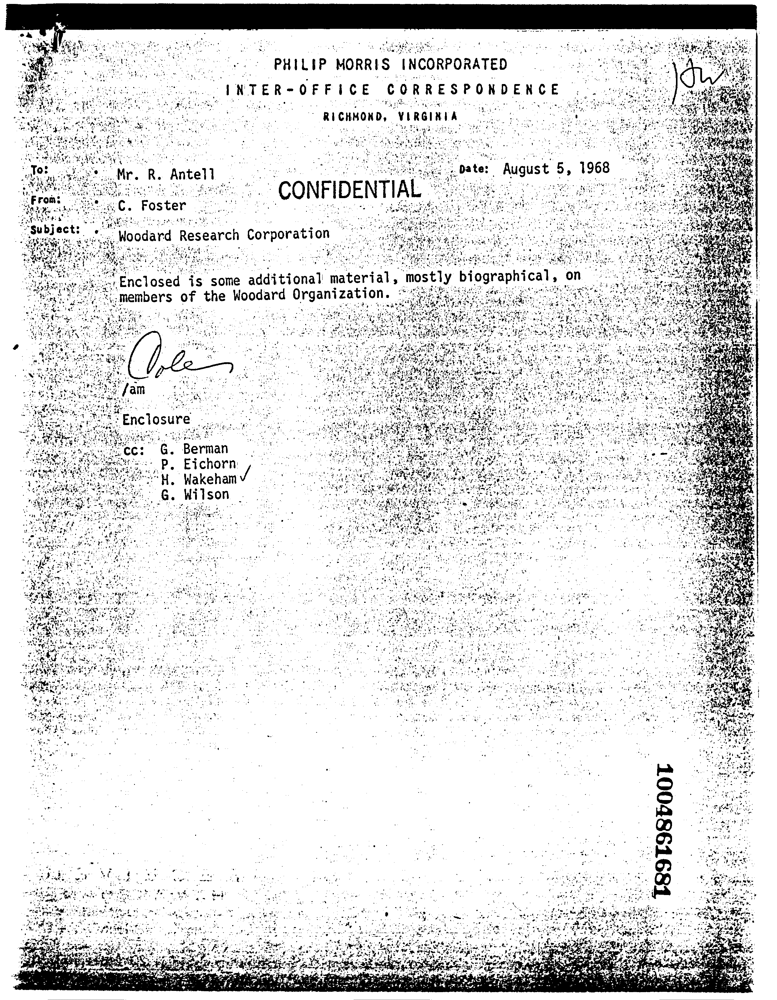 PHILIP MORRIS INCORPORATED
INTER-OFFICE CORRESPONDENCE
RICHMOND, VIRGINIA
To: Mr. R. Antell Date: August 5, 1968
CONFIDENTIAL
From: C. Foster
Subject: Woodard Research Corporation
Enclosed is some additional material, mostly biographical, on
members of the Woodard Organization.
/am
Enclosure
cc: G. Berman
P. Eichorn
H. Wakeham ✓
G. Wilson
1004861681